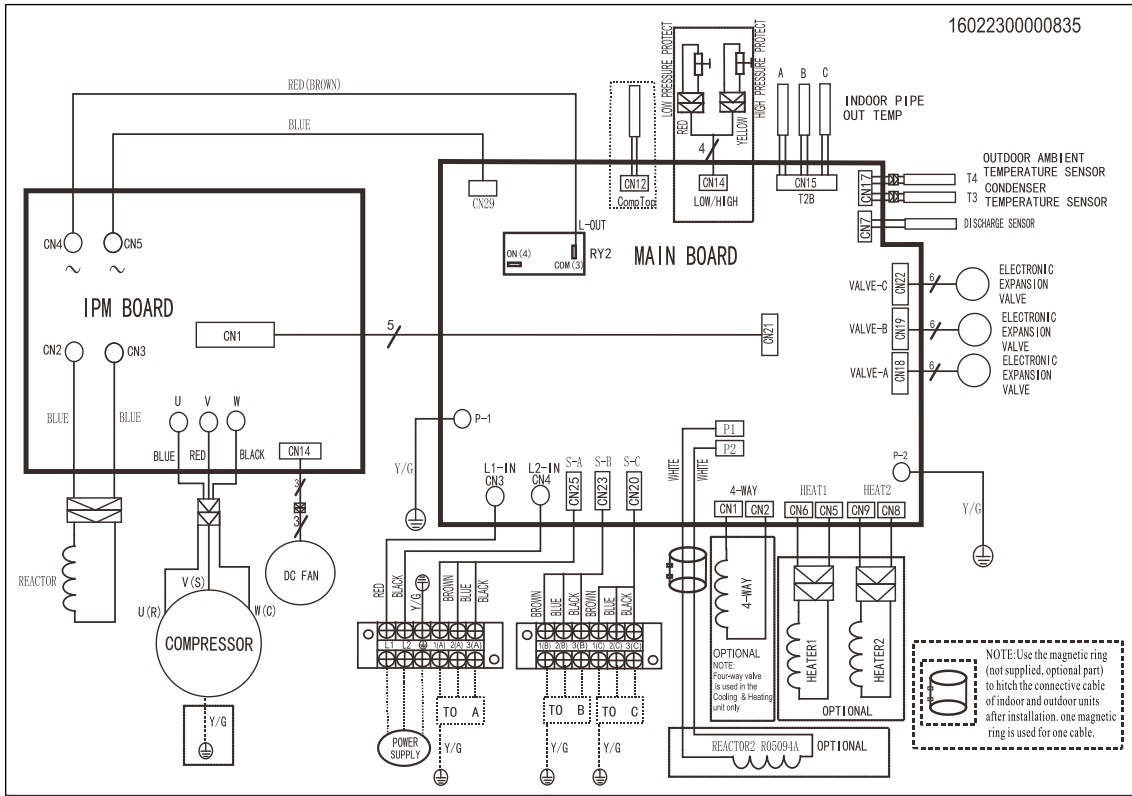 16022300000835
LOW PRESSURE PROTECT
HIGH PRESSURE PROTECT
RED
YELLOW
4
CN14
LOW/HIGH
CN12
CompTop
A B C
INDOOR PIPE
OUT TEMP
CN15
T2B
CN17
T4
T3
OUTDOOR AMBIENT
TEMPERATURE SENSOR
CONDENSER
TEMPERATURE SENSOR
CN7
DISCHARGE SENSOR
RED(BROWN)
BLUE
CN29
L-OUT
ON(4)
COM(3)
RY2
MAIN BOARD
VALVE-C
CN22
6
ELECTRONIC
EXPANSION
VALVE
VALVE-B
CN19
6
ELECTRONIC
EXPANSION
VALVE
VALVE-A
CN18
6
ELECTRONIC
EXPANSION
VALVE
CN4
CN5
∼
∼
IPM BOARD
CN1
5
CN21
CN2
CN3
BLUE
BLUE
U V W
BLUE
RED
BLACK
CN14
3
3
DC FAN
REACTOR
V(S)
U(R)
W(C)
COMPRESSOR
Y/G
P-1
Y/G
L1-IN
CN3
L2-IN
CN4
S-A
CN25
S-B
CN23
S-C
CN20
P1
P2
WHITE
WHITE
P-2
Y/G
4-WAY
CN1
CN2
HEAT1
CN6
CN5
HEAT2
CN9
CN8
RED
BLACK
Y/G
BROWN
BLUE
BLACK
L1
L2
1(A)
2(A)
3(A)
BROWN
BLUE
BLACK
BROWN
BLUE
BLACK
1(B)
2(B)
3(B)
1(C)
2(C)
3(C)
POWER
SUPPLY
TO A
Y/G
TO B
Y/G
TO C
Y/G
4-WAY
OPTIONAL
NOTE:
Four-way valve
is used in the
Cooling & Heating
unit only
HEATER1
HEATER2
OPTIONAL
REACTOR2 R05094A
OPTIONAL
NOTE:Use the magnetic ring
(not supplied, optional part)
to hitch the connective cable
of indoor and outdoor units
after installation. one magnetic
ring is used for one cable.